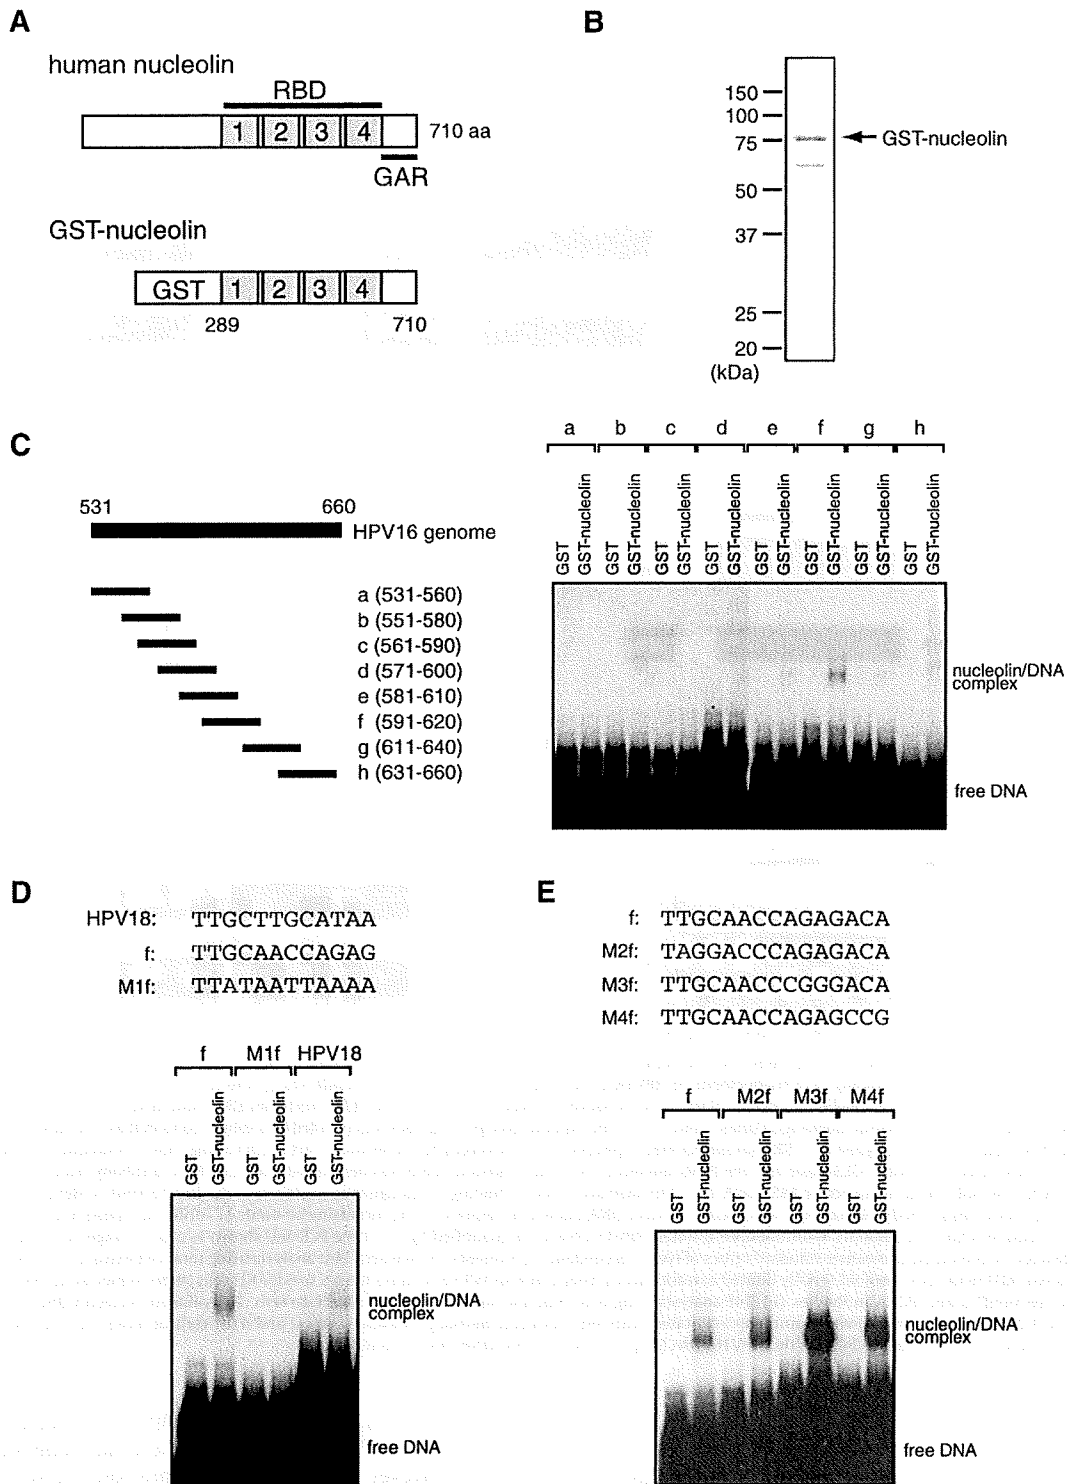 A
human nucleolin
RBD
1 2 3 4
710 aa
GAR
GST-nucleolin
GST 1 2 3 4
289 710
B
150
100
75
50
37
25
20
(kDa)
GST-nucleolin
C
531 660
HPV16 genome
a (531-560)
b (551-580)
c (561-590)
d (571-600)
e (581-610)
f (591-620)
g (611-640)
h (631-660)
a b c d e f g h
GST GST-nucleolin GST GST-nucleolin GST GST-nucleolin GST GST-nucleolin GST GST-nucleolin GST GST-nucleolin GST GST-nucleolin GST GST-nucleolin
nucleolin/DNA
complex
free DNA
D
HPV18: TTGCTTGCATAA
f: TTGCAACCAGAG
M1f: TTATAATTAAAA
f M1f HPV18
GST GST-nucleolin GST GST-nucleolin GST GST-nucleolin
nucleolin/DNA
complex
free DNA
E
f: TTGCAACCAGAGACA
M2f: TAGGACCCAGAGACA
M3f: TTGCAACCCGGGACA
M4f: TTGCAACCAGAGCCG
f M2f M3f M4f
GST GST-nucleolin GST GST-nucleolin GST GST-nucleolin GST GST-nucleolin
nucleolin/DNA
complex
free DNA